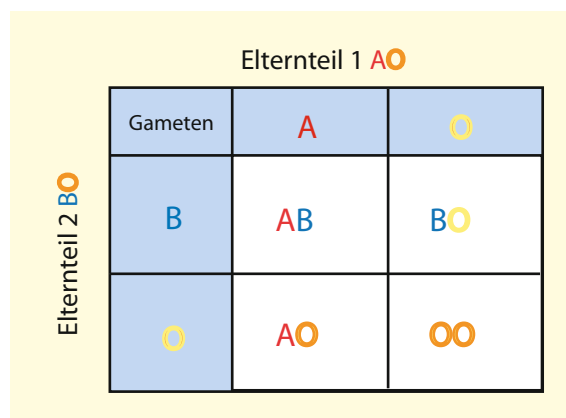 Elternteil 1 AO
Elternteil 2 BO
Gameten A O
B AB BO
O AO OO